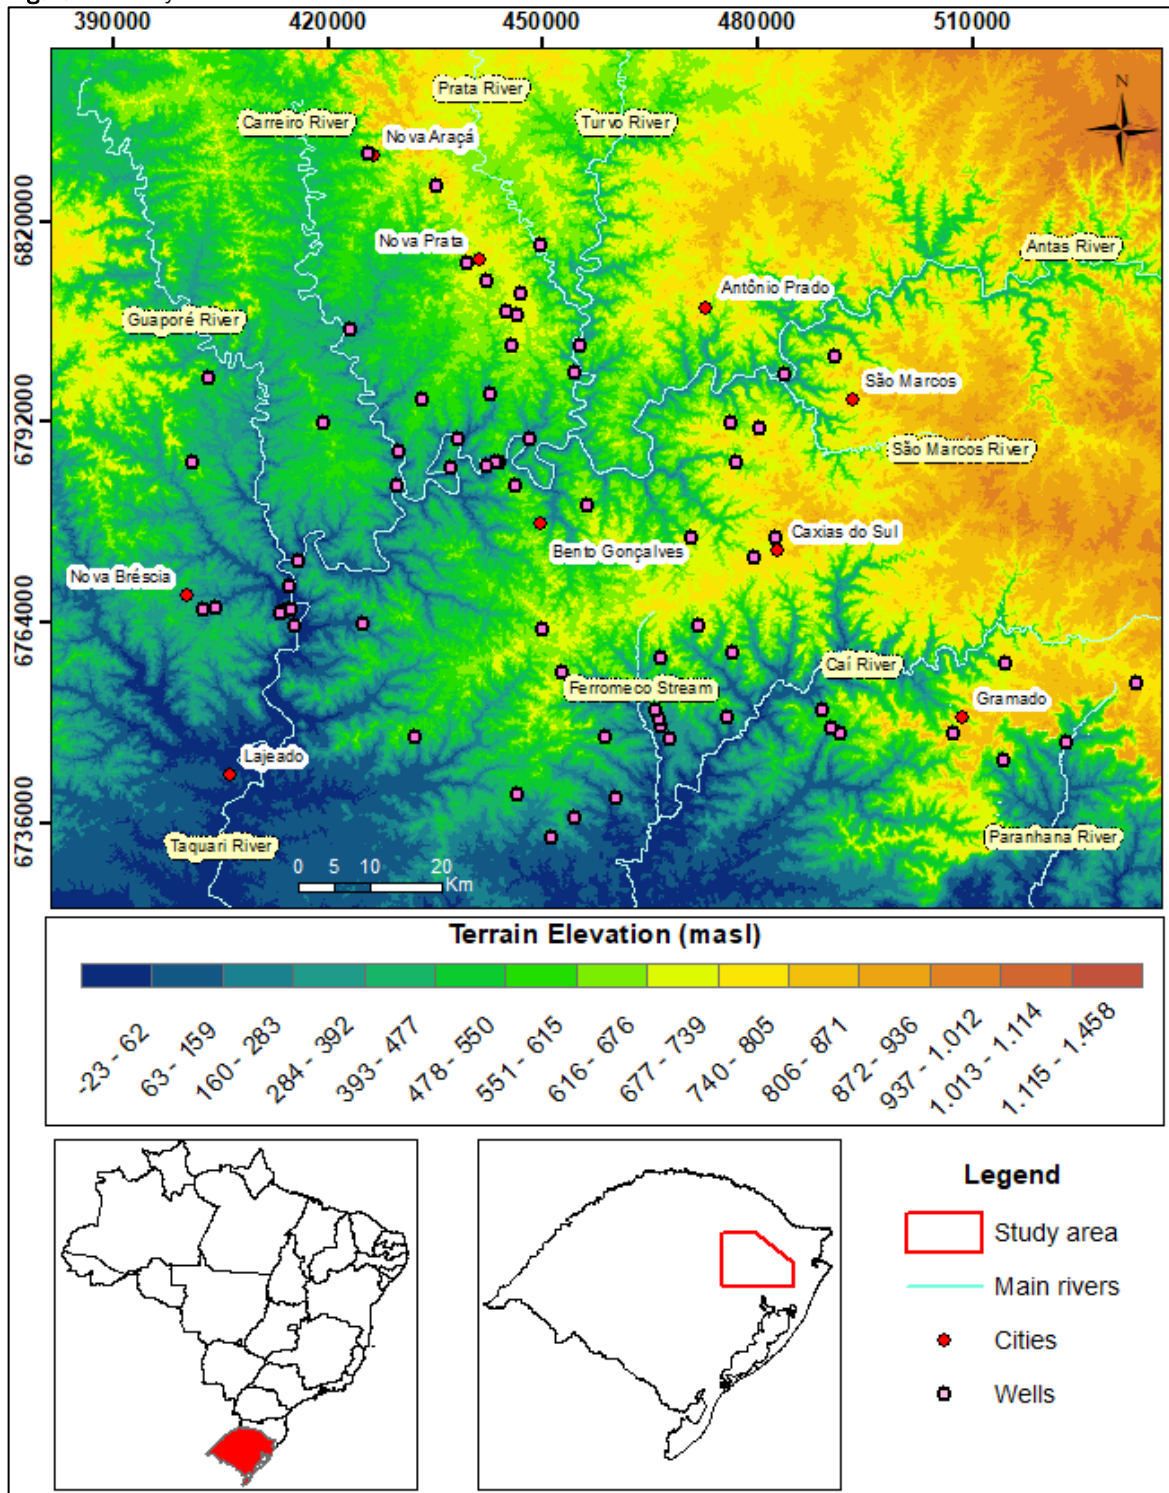 390000 420000 450000 480000 510000
6820000
6792000
6764000
6736000
N
Prata River
Carreiro River
Turvo River
Nova Araçá
Nova Prata
Antas River
Antônio Prado
Guaporé River
São Marcos
São Marcos River
Caxias do Sul
Bento Gonçalves
Nova Bréscia
Caí River
Ferromeco Stream
Gramado
Lajeado
Taquari River
Paranhana River
0 5 10 20
Km
Terrain Elevation (masl)
-23 - 62
63 - 159
160 - 283
284 - 392
393 - 477
478 - 550
551 - 615
616 - 676
677 - 739
740 - 805
806 - 871
872 - 936
937 - 1.012
1.013 - 1.114
1.115 - 1.458
Legend
Study area
Main rivers
Cities
Wells